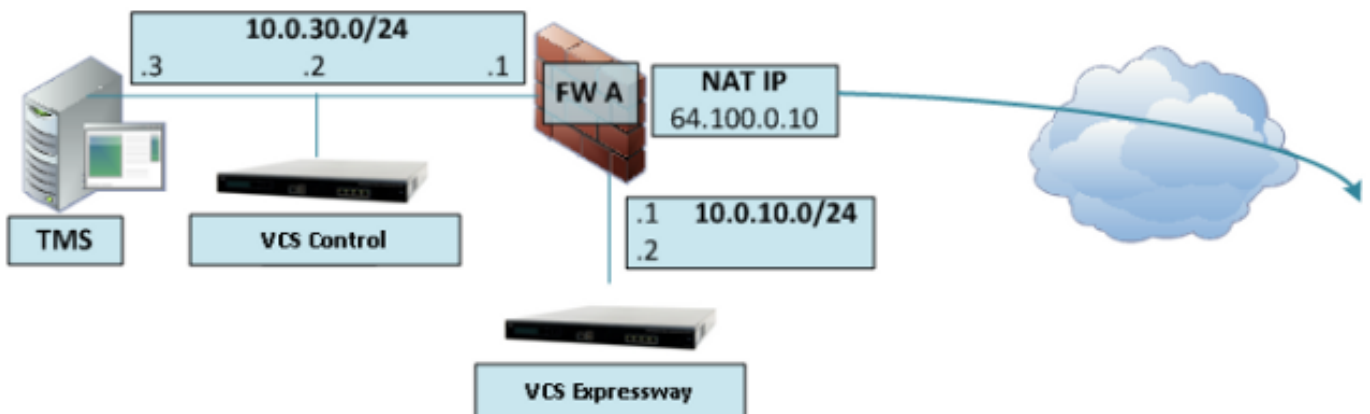 10.0.30.0/24
.3 .2 .1
FW A
NAT IP
64.100.0.10
TMS
VCS Control
.1 10.0.10.0/24
.2
VCS Expressway